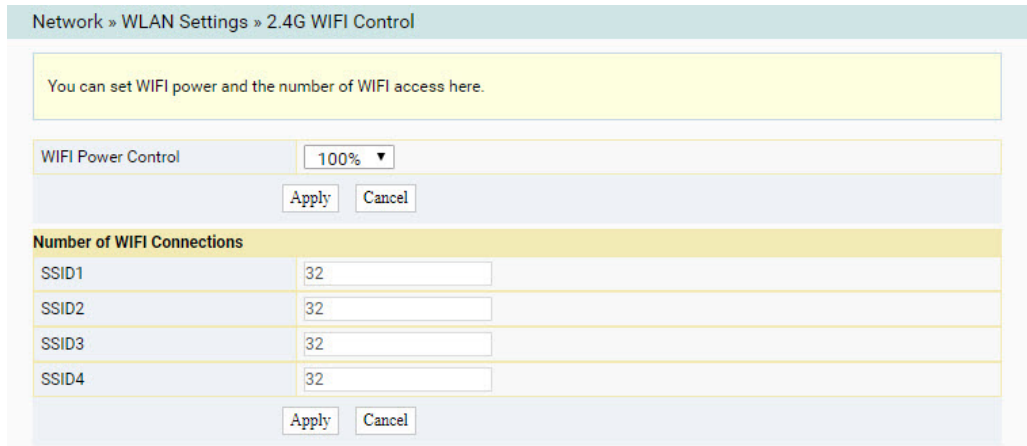 Network » WLAN Settings » 2.4G WIFI Control
You can set WIFI power and the number of WIFI access here.
WIFI Power Control 100%
Apply Cancel
Number of WIFI Connections
SSID1 32
SSID2 32
SSID3 32
SSID4 32
Apply Cancel